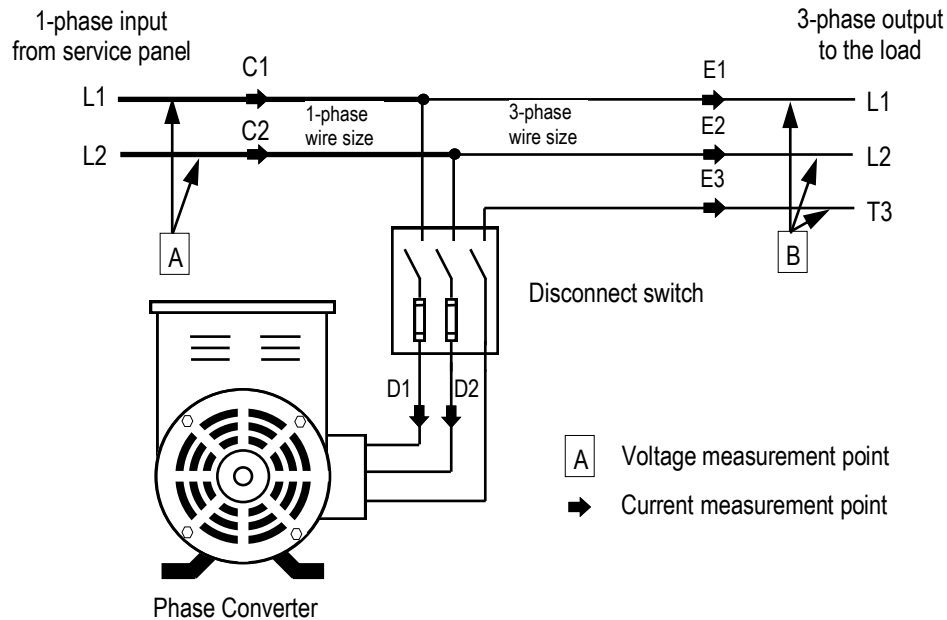 1-phase input
from service panel
3-phase output
to the load
C1
E1
L1
L1
1-phase
wire size
3-phase
wire size
C2
E2
L2
L2
E3
T3
A
B
Disconnect switch
D1
D2
A
Voltage measurement point
Current measurement point
Phase Converter